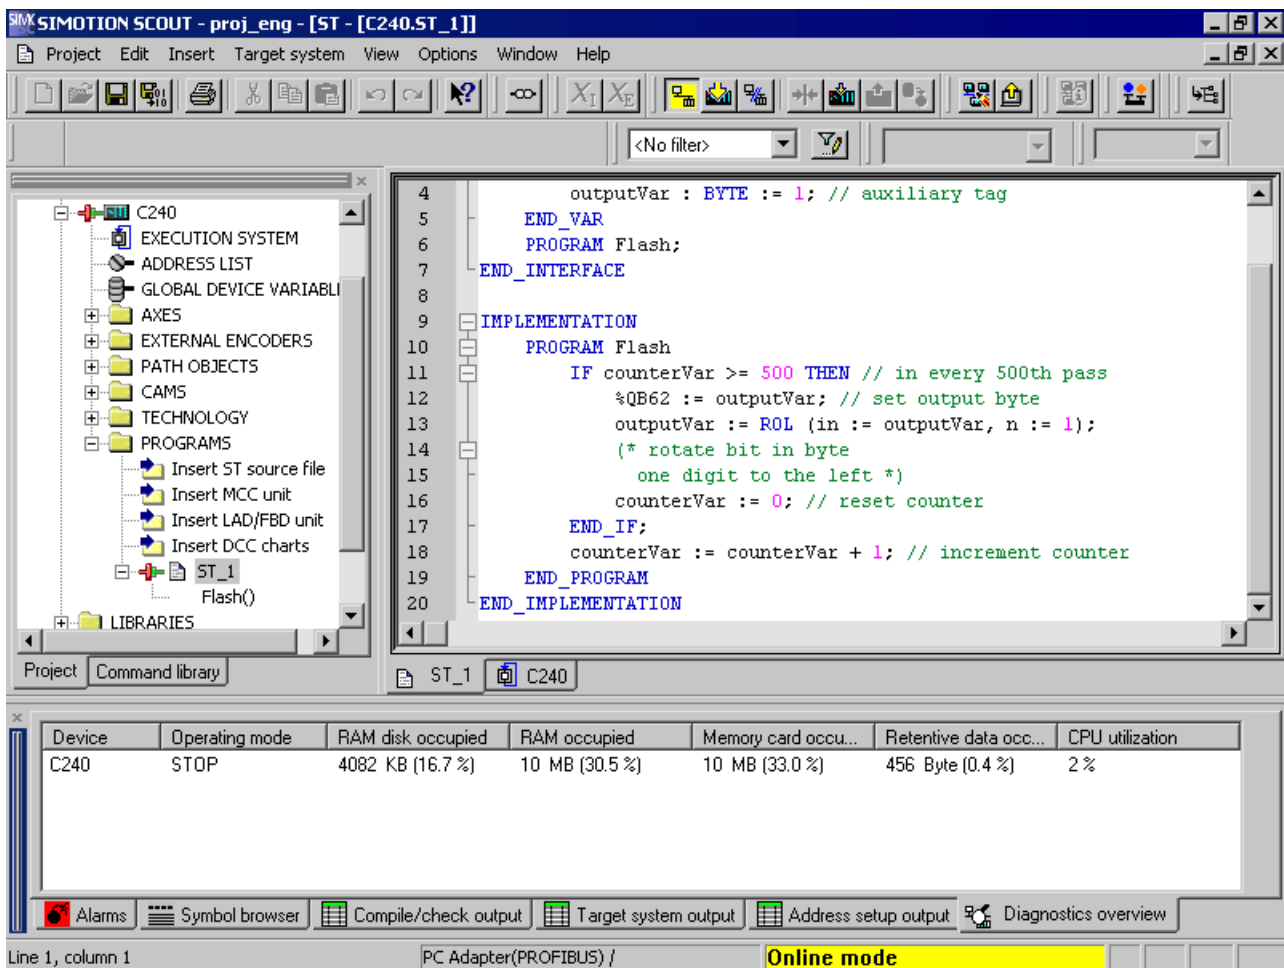 SIMOTION SCOUT - proj_eng - [ST - [C240.ST_1]]
Project Edit Insert Target system View Options Window Help
<No filter>
C240
EXECUTION SYSTEM
ADDRESS LIST
GLOBAL DEVICE VARIABL
AXES
EXTERNAL ENCODERS
PATH OBJECTS
CAMS
TECHNOLOGY
PROGRAMS
Insert ST source file
Insert MCC unit
Insert LAD/FBD unit
Insert DCC charts
ST_1
Flash()
LIBRARIES
Project Command library
4 outputVar : BYTE := 1; // auxiliary tag
5 END_VAR
6 PROGRAM Flash;
7 END_INTERFACE
8
9 IMPLEMENTATION
10 PROGRAM Flash
11 IF counterVar >= 500 THEN // in every 500th pass
12 %QB62 := outputVar; // set output byte
13 outputVar := ROL (in := outputVar, n := 1);
14 (* rotate bit in byte
15 one digit to the left *)
16 counterVar := 0; // reset counter
17 END_IF;
18 counterVar := counterVar + 1; // increment counter
19 END_PROGRAM
20 END_IMPLEMENTATION
ST_1 C240
Device Operating mode RAM disk occupied RAM occupied Memory card occu... Retentive data occ... CPU utilization
C240 STOP 4082 KB (16.7 %) 10 MB (30.5 %) 10 MB (33.0 %) 456 Byte (0.4 %) 2 %
Alarms Symbol browser Compile/check output Target system output Address setup output Diagnostics overview
Line 1, column 1 PC Adapter(PROFIBUS) / Online mode